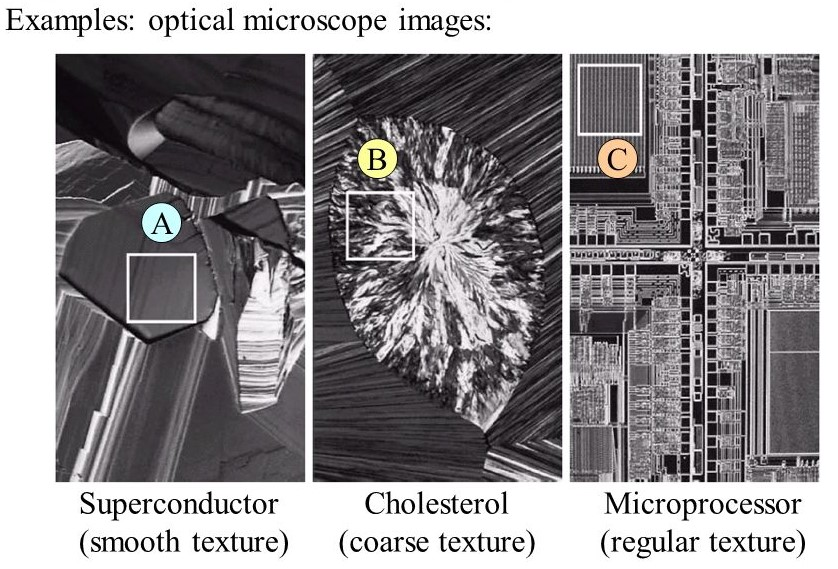 Examples: optical microscope images:
A
B
C
Superconductor
(smooth texture)
Cholesterol
(coarse texture)
Microprocessor
(regular texture)